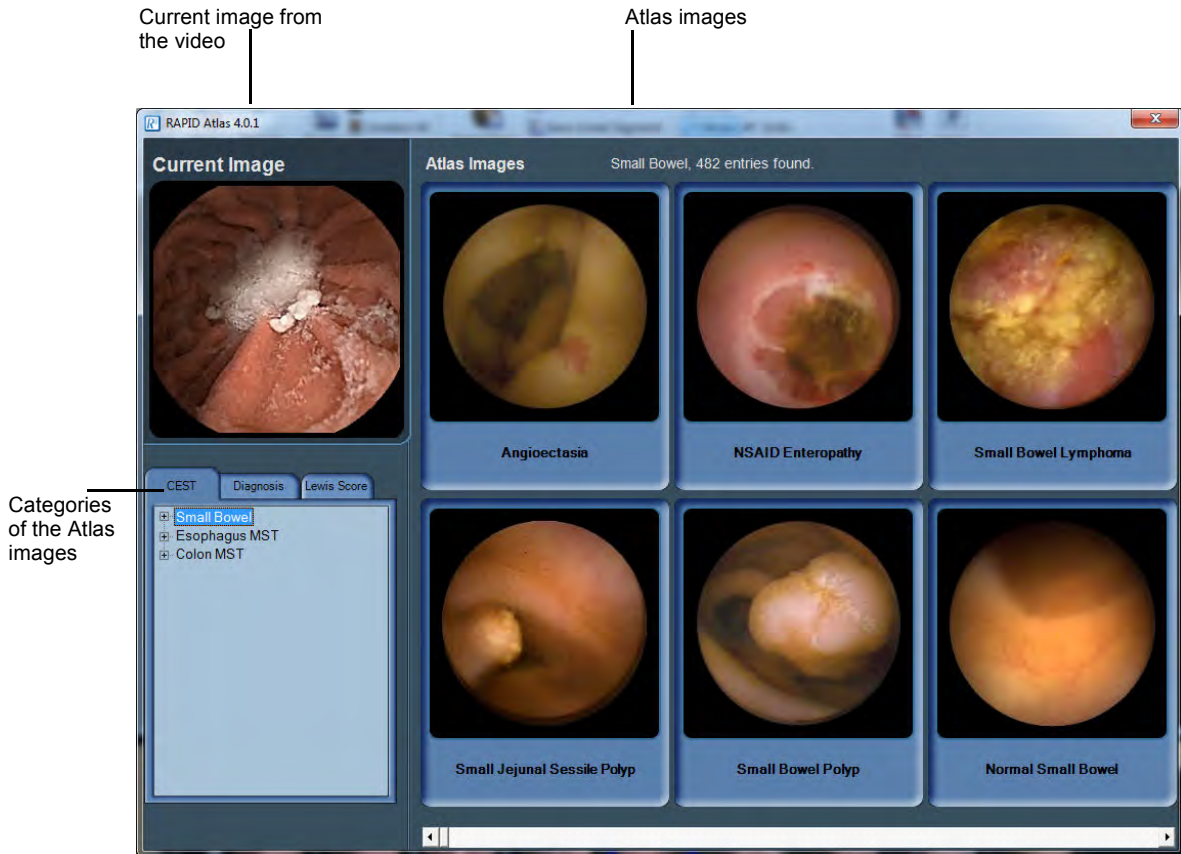 Current image from
the video
Atlas images
RAPID Atlas 4.0.1
Current Image
Atlas Images
Small Bowel, 482 entries found.
Angioectasia
NSAID Enteropathy
Small Bowel Lymphoma
CEST
Diagnosis
Lewis Score
Categories
of the Atlas
images
Small Bowel
Esophagus MST
Colon MST
Small Jejunal Sessile Polyp
Small Bowel Polyp
Normal Small Bowel